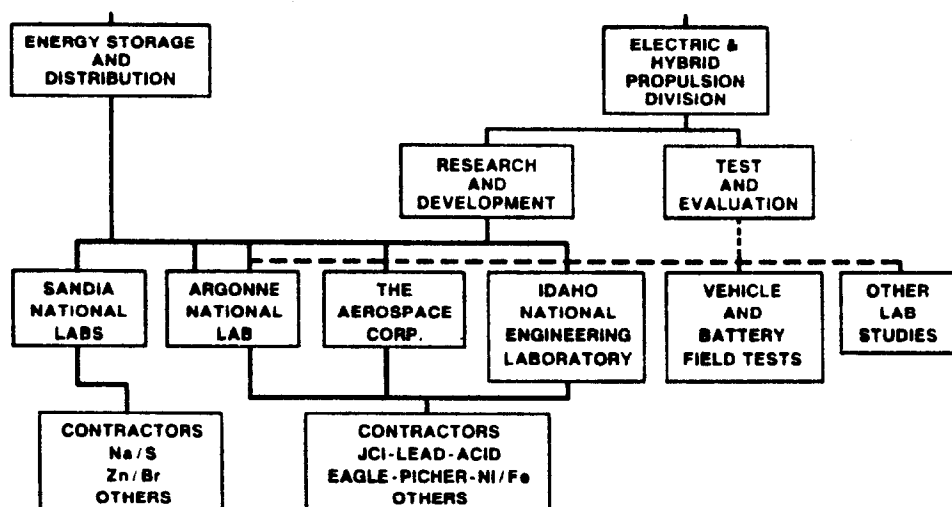 ENERGY STORAGE
AND
DISTRIBUTION
ELECTRIC &
HYBRID
PROPULSION
DIVISION
RESEARCH
AND
DEVELOPMENT
TEST
AND
EVALUATION
SANDIA
NATIONAL
LABS
ARGONNE
NATIONAL
LAB
THE
AEROSPACE
CORP.
IDAHO
NATIONAL
ENGINEERING
LABORATORY
VEHICLE
AND
BATTERY
FIELD TESTS
OTHER
LAB
STUDIES
CONTRACTORS
Na/S
Zn/Br
OTHERS
CONTRACTORS
JCI-LEAD-ACID
EAGLE-PICHER-NI/Fe
OTHERS